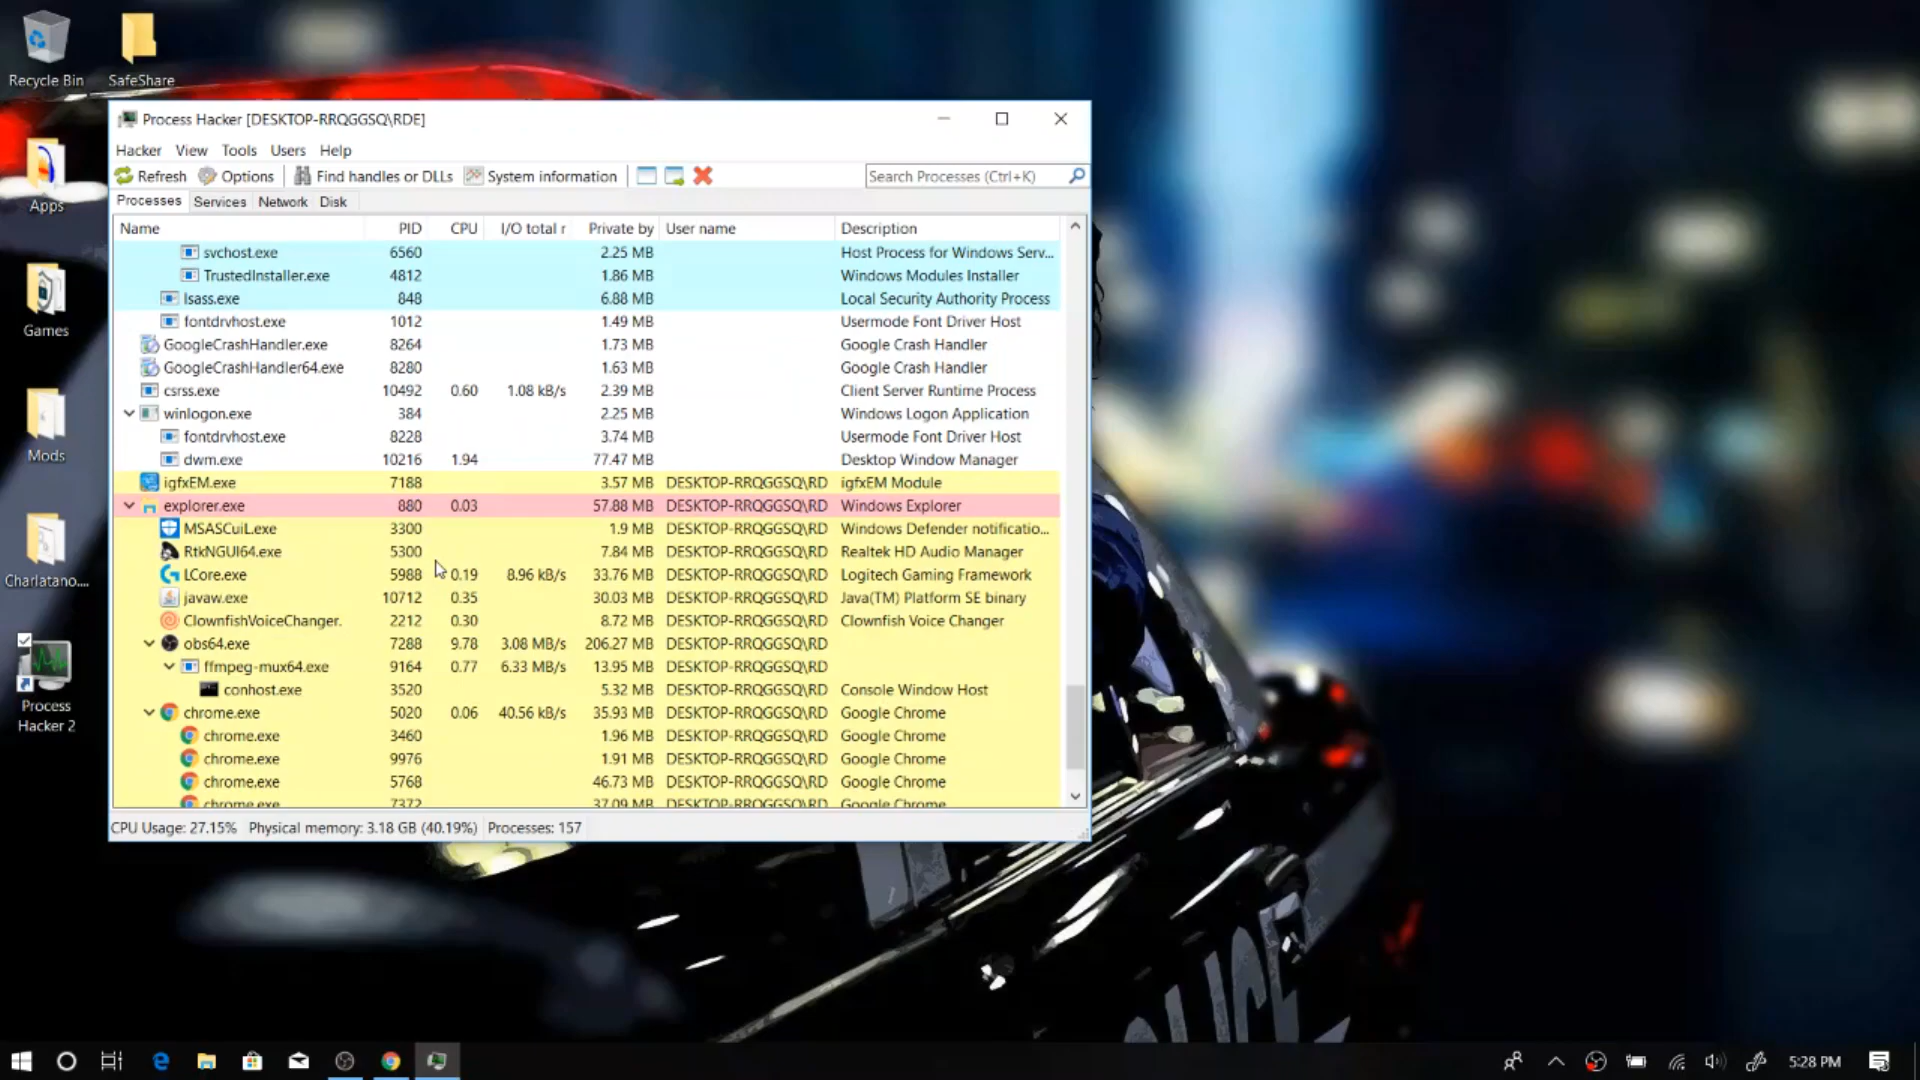 Recycle Bin
SafeShare
Apps
Games
Mods
Charlatano....
Process
Hacker 2
Process Hacker [DESKTOP-RRQGGSQ\RDE]
Hacker View Tools Users Help
Refresh Options Find handles or DLLs System information Search Processes (Ctrl+K)
Processes Services Network Disk
Name PID CPU I/O total r Private by User name Description
svchost.exe 6560 2.25 MB Host Process for Windows Serv...
TrustedInstaller.exe 4812 1.86 MB Windows Modules Installer
lsass.exe 848 6.88 MB Local Security Authority Process
fontdrvhost.exe 1012 1.49 MB Usermode Font Driver Host
GoogleCrashHandler.exe 8264 1.73 MB Google Crash Handler
GoogleCrashHandler64.exe 8280 1.63 MB Google Crash Handler
csrss.exe 10492 0.60 1.08 kB/s 2.39 MB Client Server Runtime Process
winlogon.exe 384 2.25 MB Windows Logon Application
fontdrvhost.exe 8228 3.74 MB Usermode Font Driver Host
dwm.exe 10216 1.94 77.47 MB Desktop Window Manager
igfxEM.exe 7188 3.57 MB DESKTOP-RRQGGSQ\RD igfxEM Module
explorer.exe 880 0.03 57.88 MB DESKTOP-RRQGGSQ\RD Windows Explorer
MSASCuiL.exe 3300 1.9 MB DESKTOP-RRQGGSQ\RD Windows Defender notificatio...
RtkNGUI64.exe 5300 7.84 MB DESKTOP-RRQGGSQ\RD Realtek HD Audio Manager
LCore.exe 5988 0.19 8.96 kB/s 33.76 MB DESKTOP-RRQGGSQ\RD Logitech Gaming Framework
javaw.exe 10712 0.35 30.03 MB DESKTOP-RRQGGSQ\RD Java(TM) Platform SE binary
ClownfishVoiceChanger. 2212 0.30 8.72 MB DESKTOP-RRQGGSQ\RD Clownfish Voice Changer
obs64.exe 7288 9.78 3.08 MB/s 206.27 MB DESKTOP-RRQGGSQ\RD
ffmpeg-mux64.exe 9164 0.77 6.33 MB/s 13.95 MB DESKTOP-RRQGGSQ\RD
conhost.exe 3520 5.32 MB DESKTOP-RRQGGSQ\RD Console Window Host
chrome.exe 5020 0.06 40.56 kB/s 35.93 MB DESKTOP-RRQGGSQ\RD Google Chrome
chrome.exe 3460 1.96 MB DESKTOP-RRQGGSQ\RD Google Chrome
chrome.exe 9976 1.91 MB DESKTOP-RRQGGSQ\RD Google Chrome
chrome.exe 5768 46.73 MB DESKTOP-RRQGGSQ\RD Google Chrome
chrome.exe 7372 37.09 MB DESKTOP-RRQGGSQ\RD Google Chrome
CPU Usage: 27.15% Physical memory: 3.18 GB (40.19%) Processes: 157
POLICE
5:28 PM